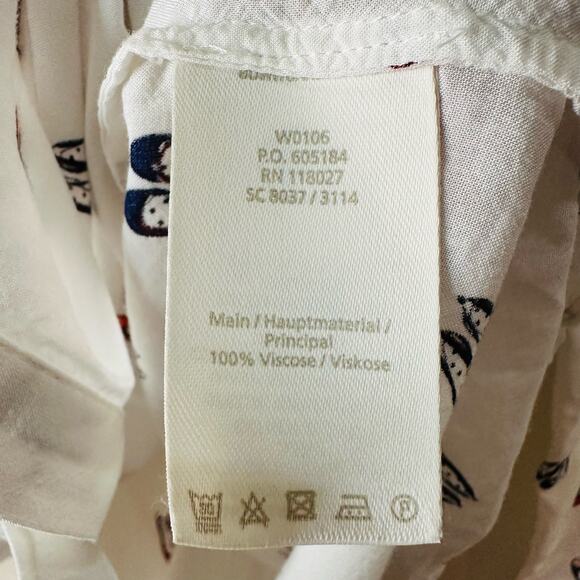 W0106
P.O. 605184
RN 118027
SC 8037 / 3114
Main / Hauptmaterial /
Principal
100% Viscose / Viskose